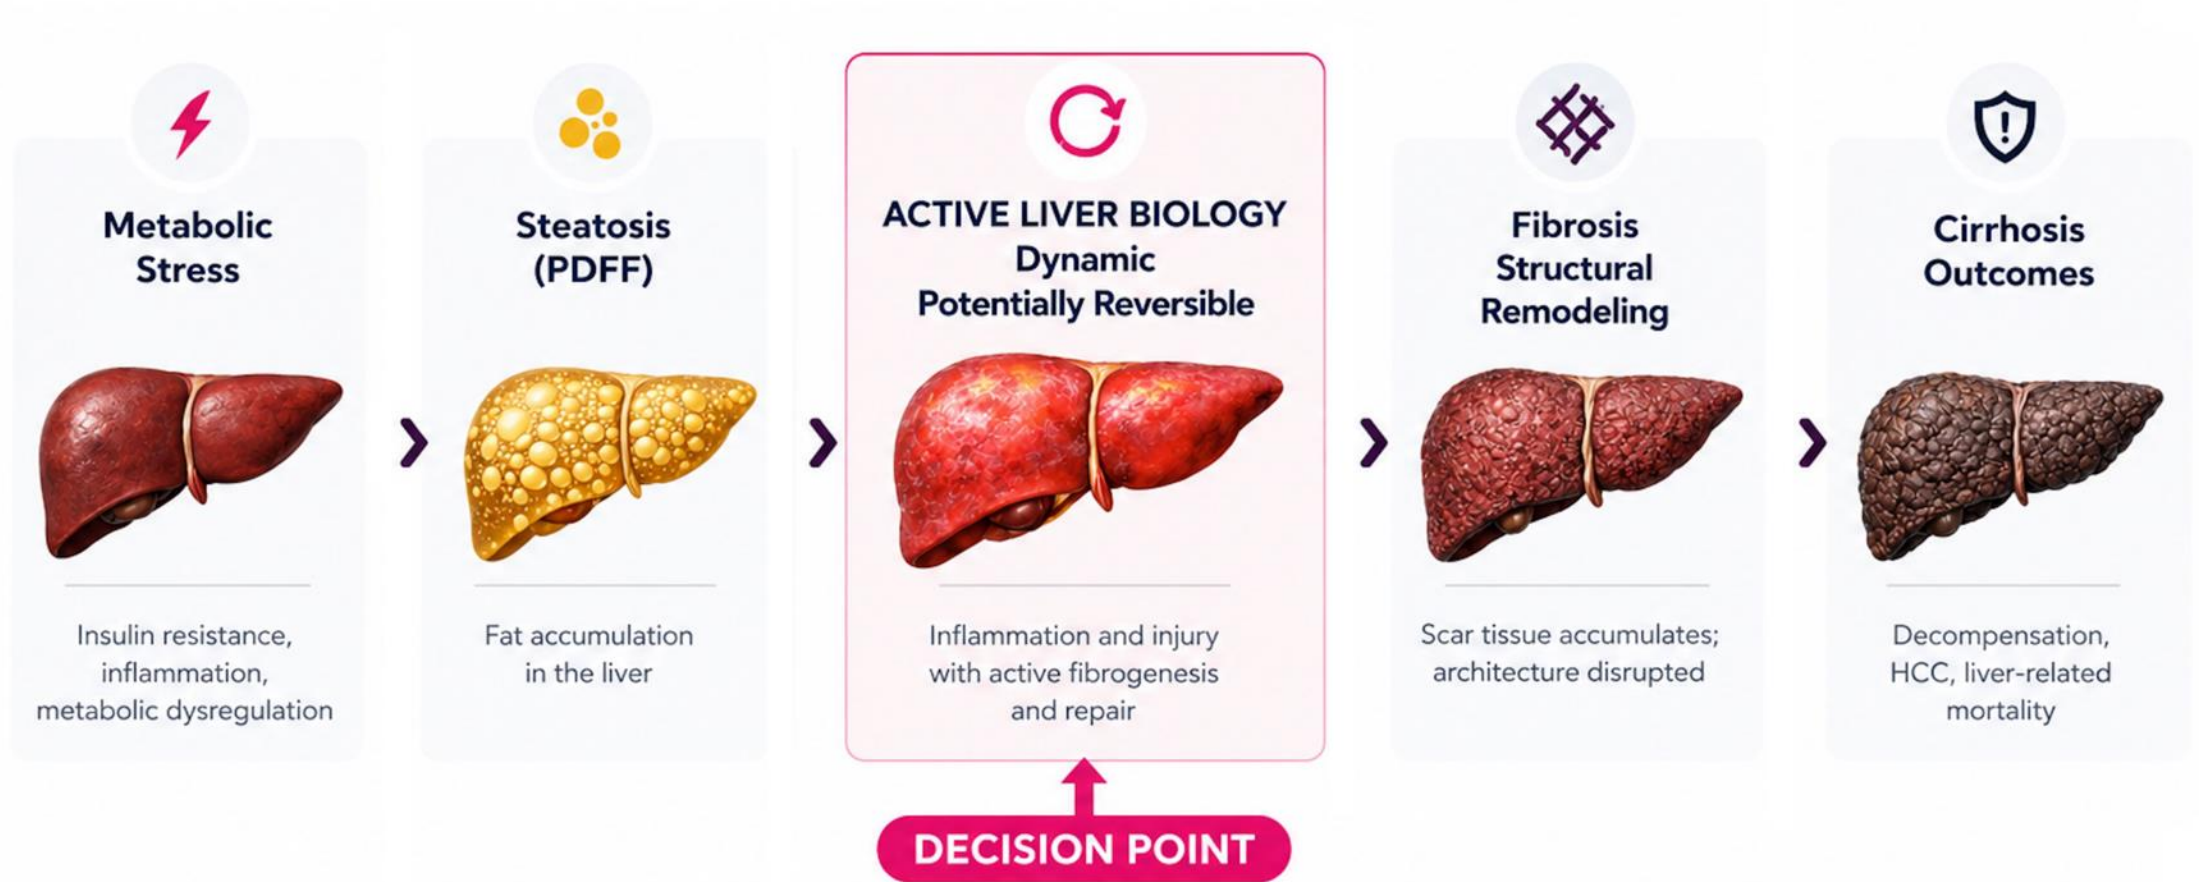 Metabolic
Stress
Insulin resistance,
inflammation,
metabolic dysregulation
Steatosis
(PDFF)
Fat accumulation
in the liver
ACTIVE LIVER BIOLOGY
Dynamic
Potentially Reversible
Inflammation and injury
with active fibrogenesis
and repair
DECISION POINT
Fibrosis
Structural
Remodeling
Scar tissue accumulates;
architecture disrupted
Cirrhosis
Outcomes
Decompensation,
HCC, liver-related
mortality